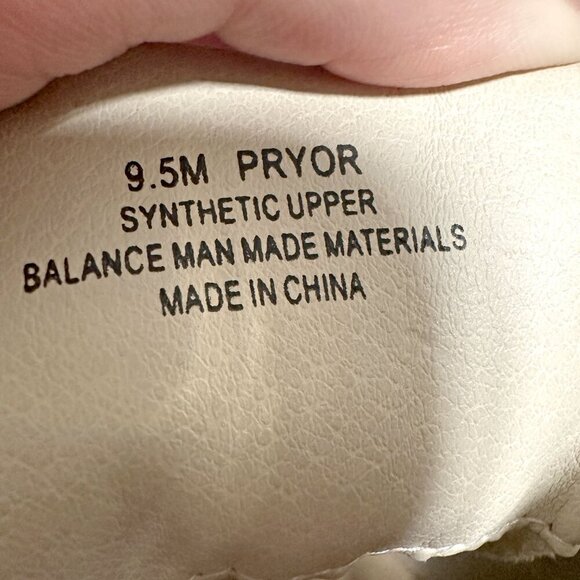 9.5M PRYOR
SYNTHETIC UPPER
BALANCE MAN MADE MATERIALS
MADE IN CHINA